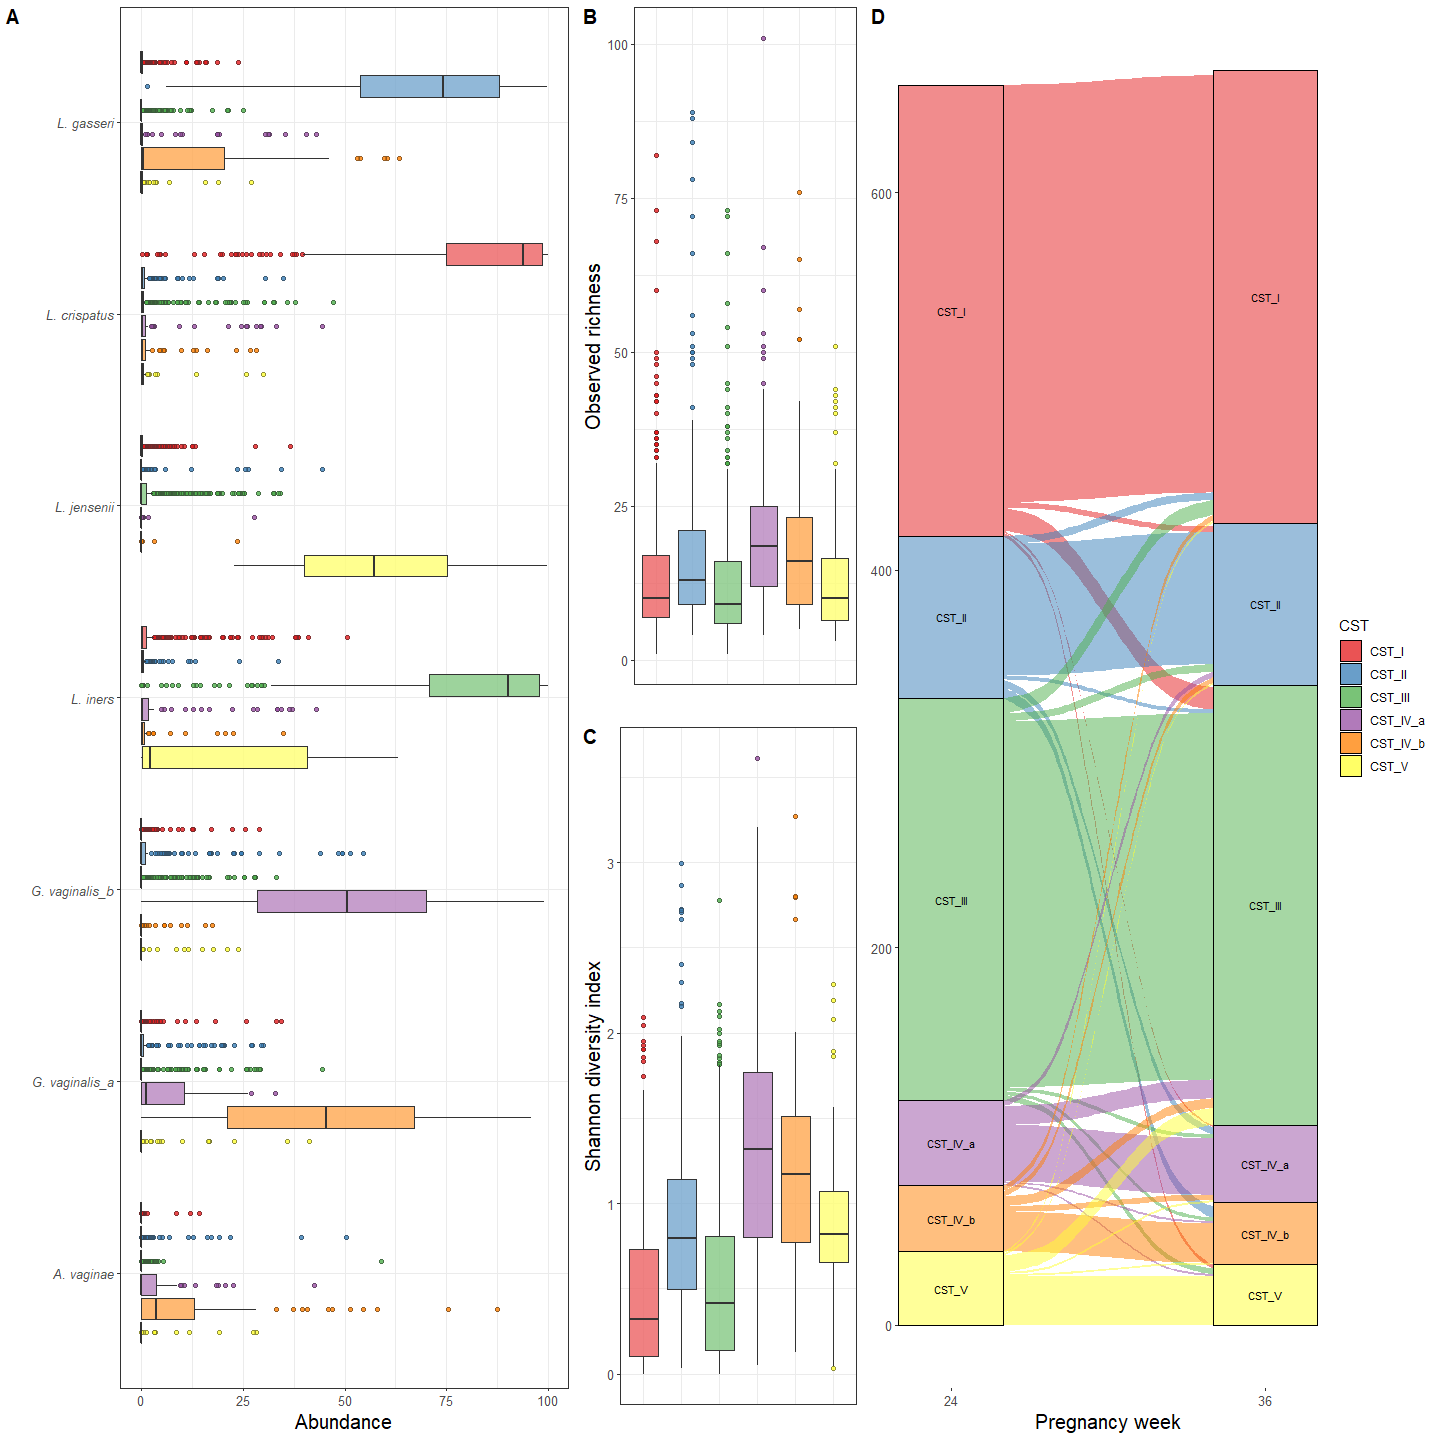 A
L. gasseri
L. crispatus
L. jensenii
L. iners
G. vaginalis_b
G. vaginalis_a
A. vaginae
0
25
50
75
100
Abundance
B
Observed richness
100
75
50
25
0
C
Shannon diversity index
3
2
1
0
D
600
400
200
0
CST_I
CST_II
CST_III
CST_IV_a
CST_IV_b
CST_V
CST_I
CST_II
CST_III
CST_IV_a
CST_IV_b
CST_V
24
36
Pregnancy week
CST
CST_I
CST_II
CST_III
CST_IV_a
CST_IV_b
CST_V